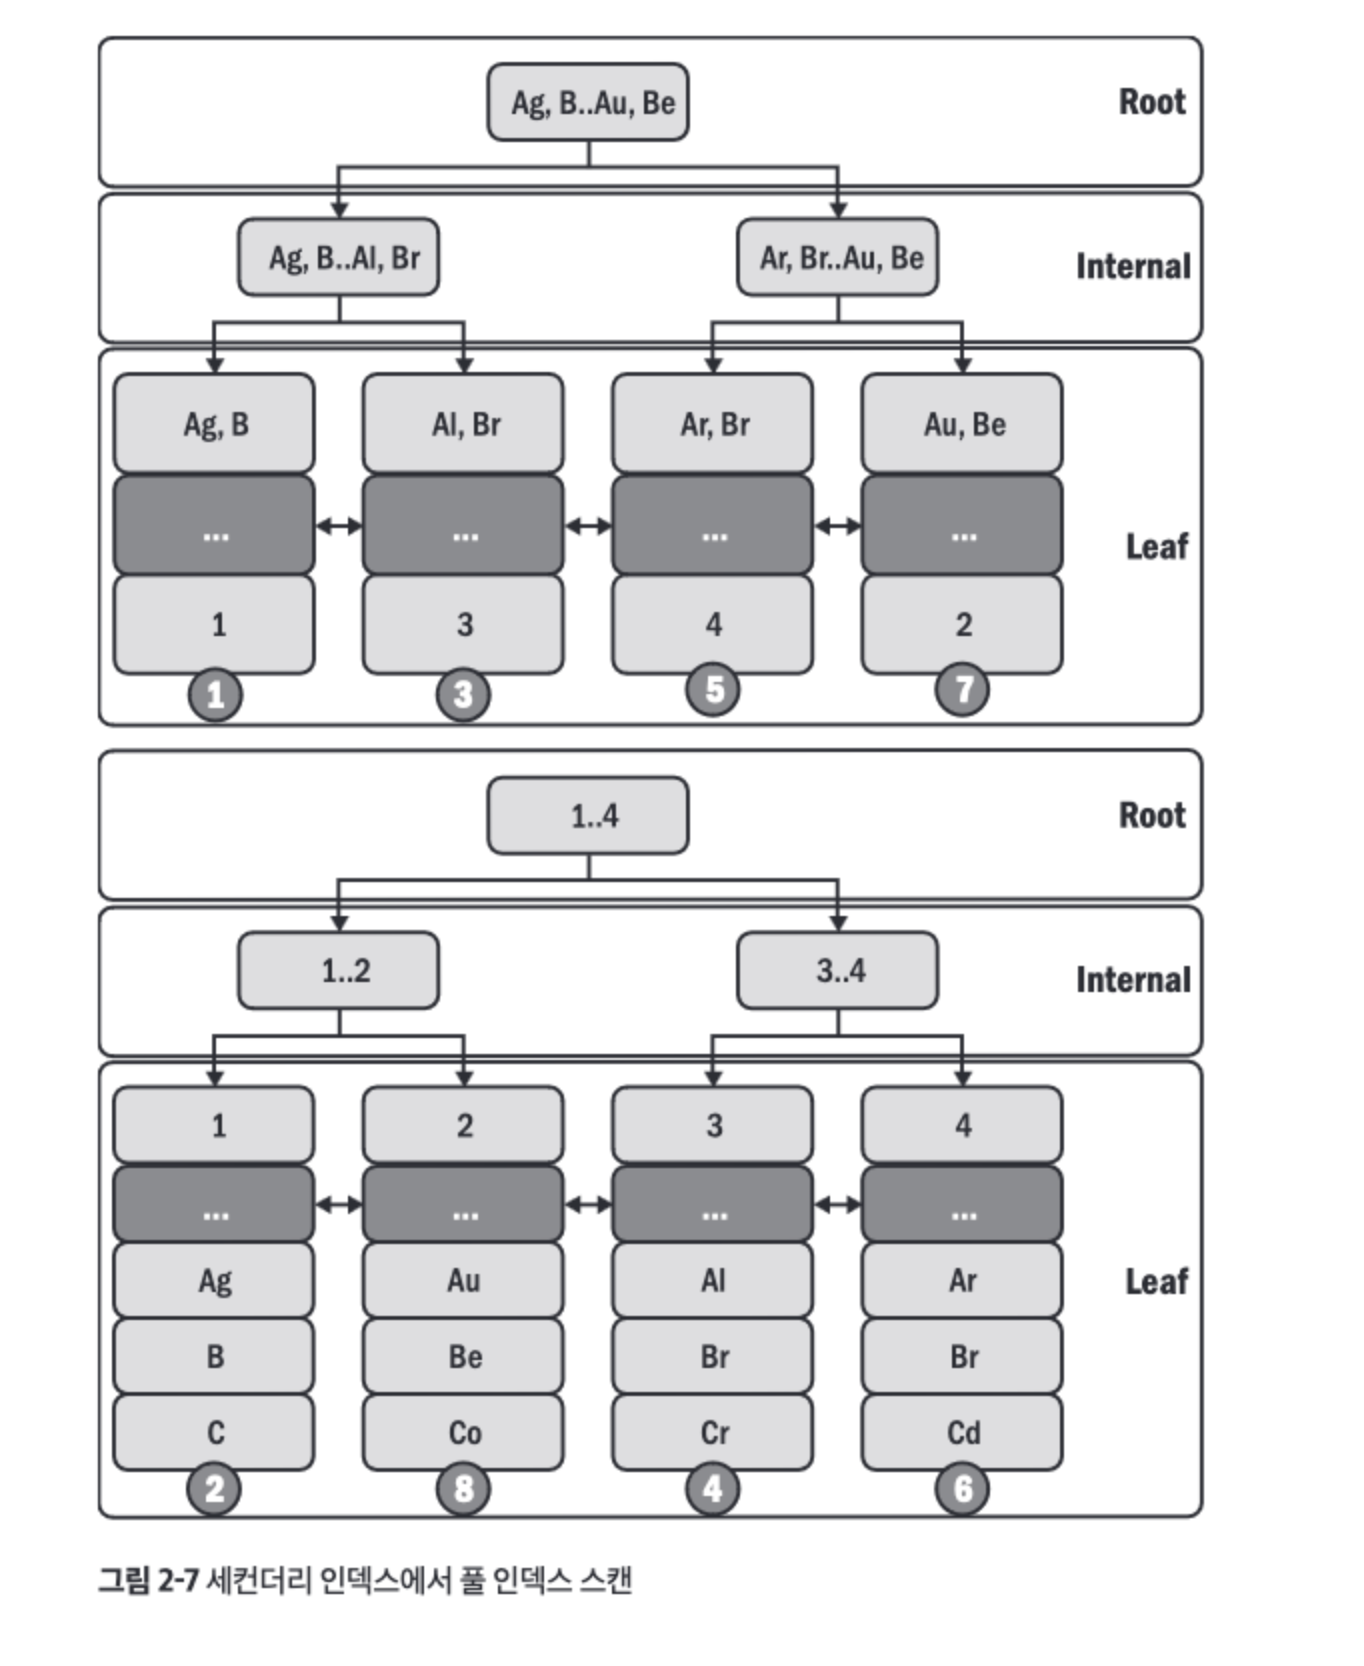 Ag, B..Au, Be
Root
Ag, B..Al, Br
Ar, Br..Au, Be
Internal
Ag, B
Al, Br
Ar, Br
Au, Be
...
...
...
...
Leaf
1
3
4
2
1
3
5
7
1..4
Root
1..2
3..4
Internal
1
2
3
4
...
...
...
...
Ag
Au
Al
Ar
Leaf
B
Be
Br
Br
C
Co
Cr
Cd
2
8
4
6
그림 2-7 세컨더리 인덱스에서 풀 인덱스 스캔